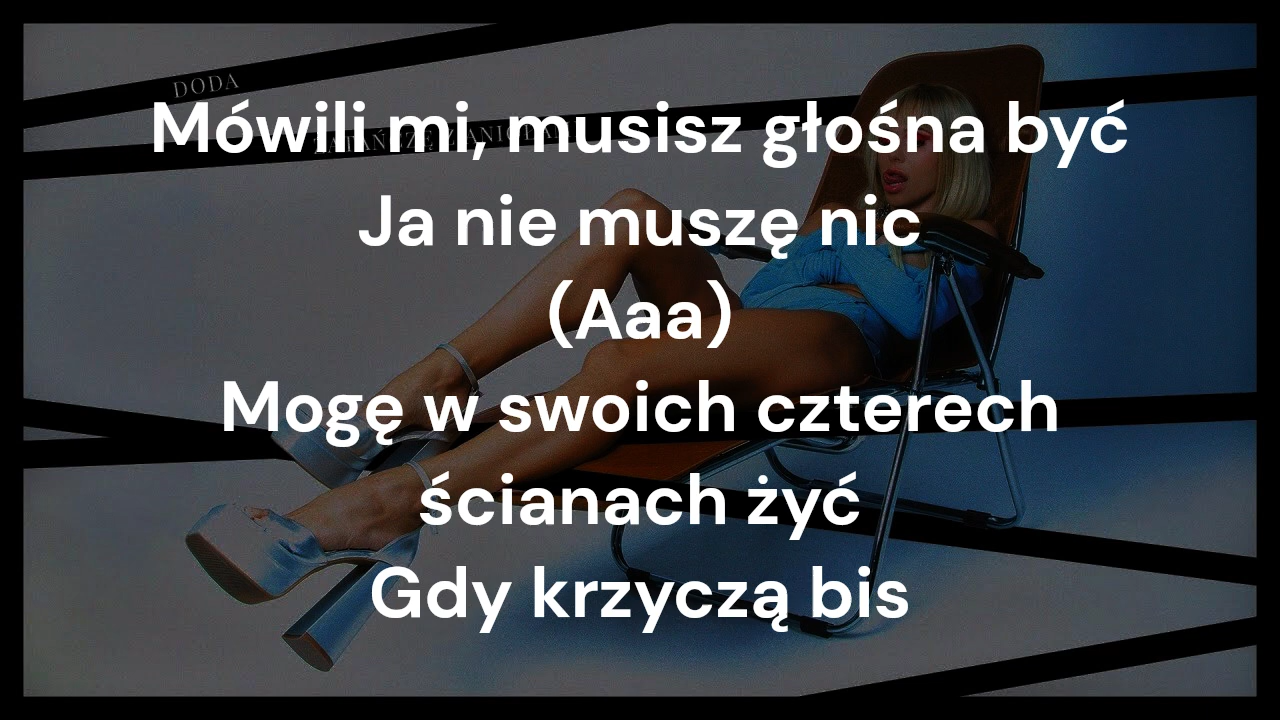 DODA
Mówili mi, musisz głośna być
Ja nie muszę nic
(Aaa)
Mogę w swoich czterech
ścianach żyć
Gdy krzyczą bis